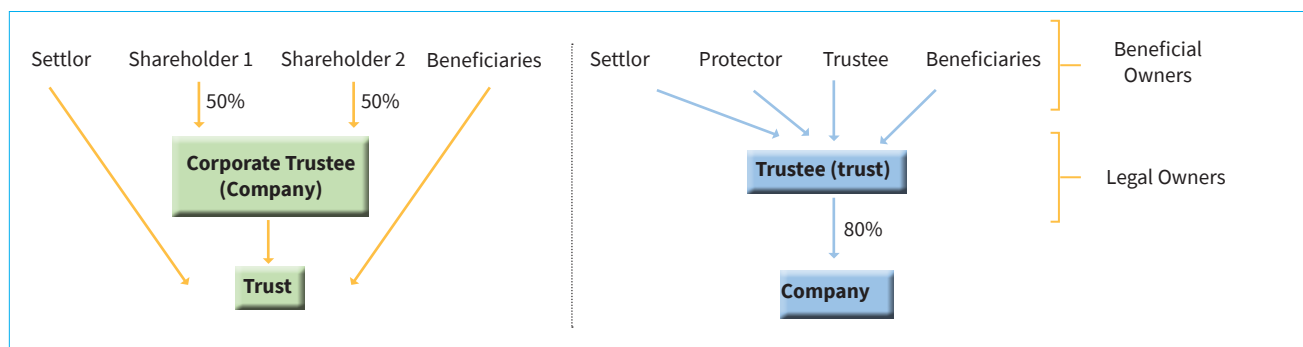 Settlor Shareholder 1 Shareholder 2 Beneficiaries
50% 50%
Corporate Trustee
(Company)
Trust
Settlor Protector Trustee Beneficiaries
Trustee (trust)
80%
Company
Beneficial
Owners
Legal Owners